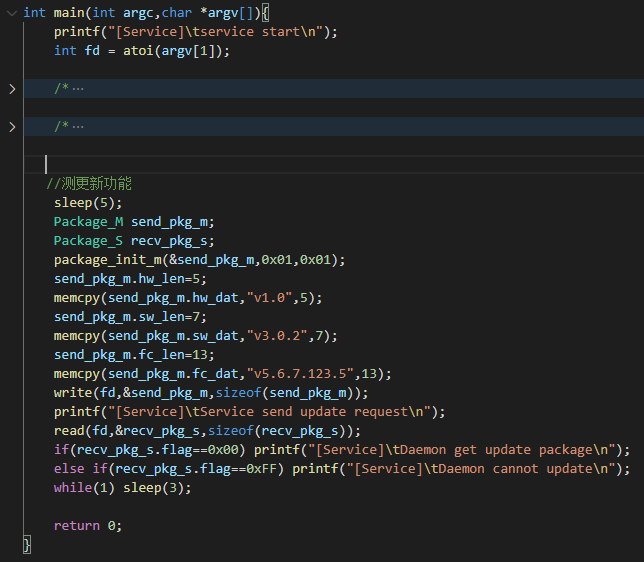 int main(int argc,char *argv[]){
printf("[Service]\tservice start\n");
int fd = atoi(argv[1]);
/* ···
/* ···
//测更新功能
sleep(5);
Package_M send_pkg_m;
Package_S recv_pkg_s;
package_init_m(&send_pkg_m,0x01,0x01);
send_pkg_m.hw_len=5;
memcpy(send_pkg_m.hw_dat,"v1.0",5);
send_pkg_m.sw_len=7;
memcpy(send_pkg_m.sw_dat,"v3.0.2",7);
send_pkg_m.fc_len=13;
memcpy(send_pkg_m.fc_dat,"v5.6.7.123.5",13);
write(fd,&send_pkg_m,sizeof(send_pkg_m));
printf("[Service]\tService send update request\n");
read(fd,&recv_pkg_s,sizeof(recv_pkg_s));
if(recv_pkg_s.flag==0x00) printf("[Service]\tDaemon get update package\n");
else if(recv_pkg_s.flag==0xFF) printf("[Service]\tDaemon cannot update\n");
while(1) sleep(3);
return 0;
}